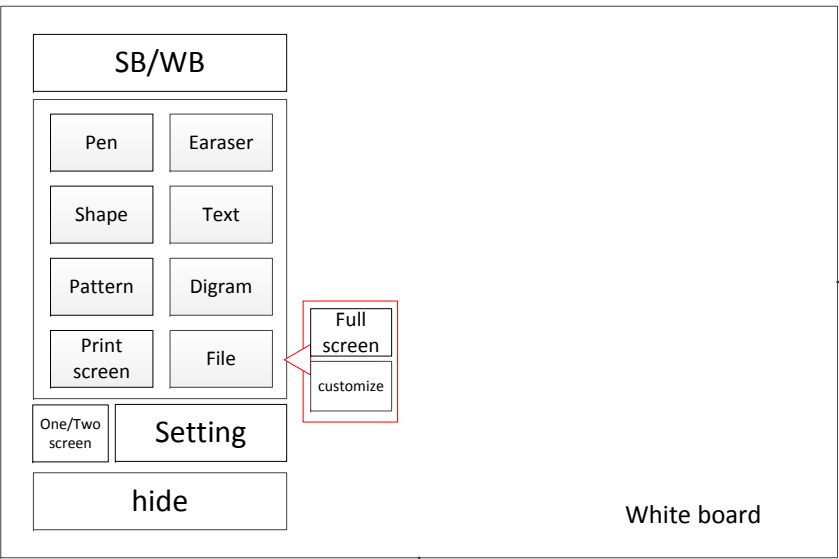 SB/WB
Pen
Earaser
Shape
Text
Pattern
Digram
Print
screen
File
Full
screen
customize
One/Two
screen
Setting
hide
White board